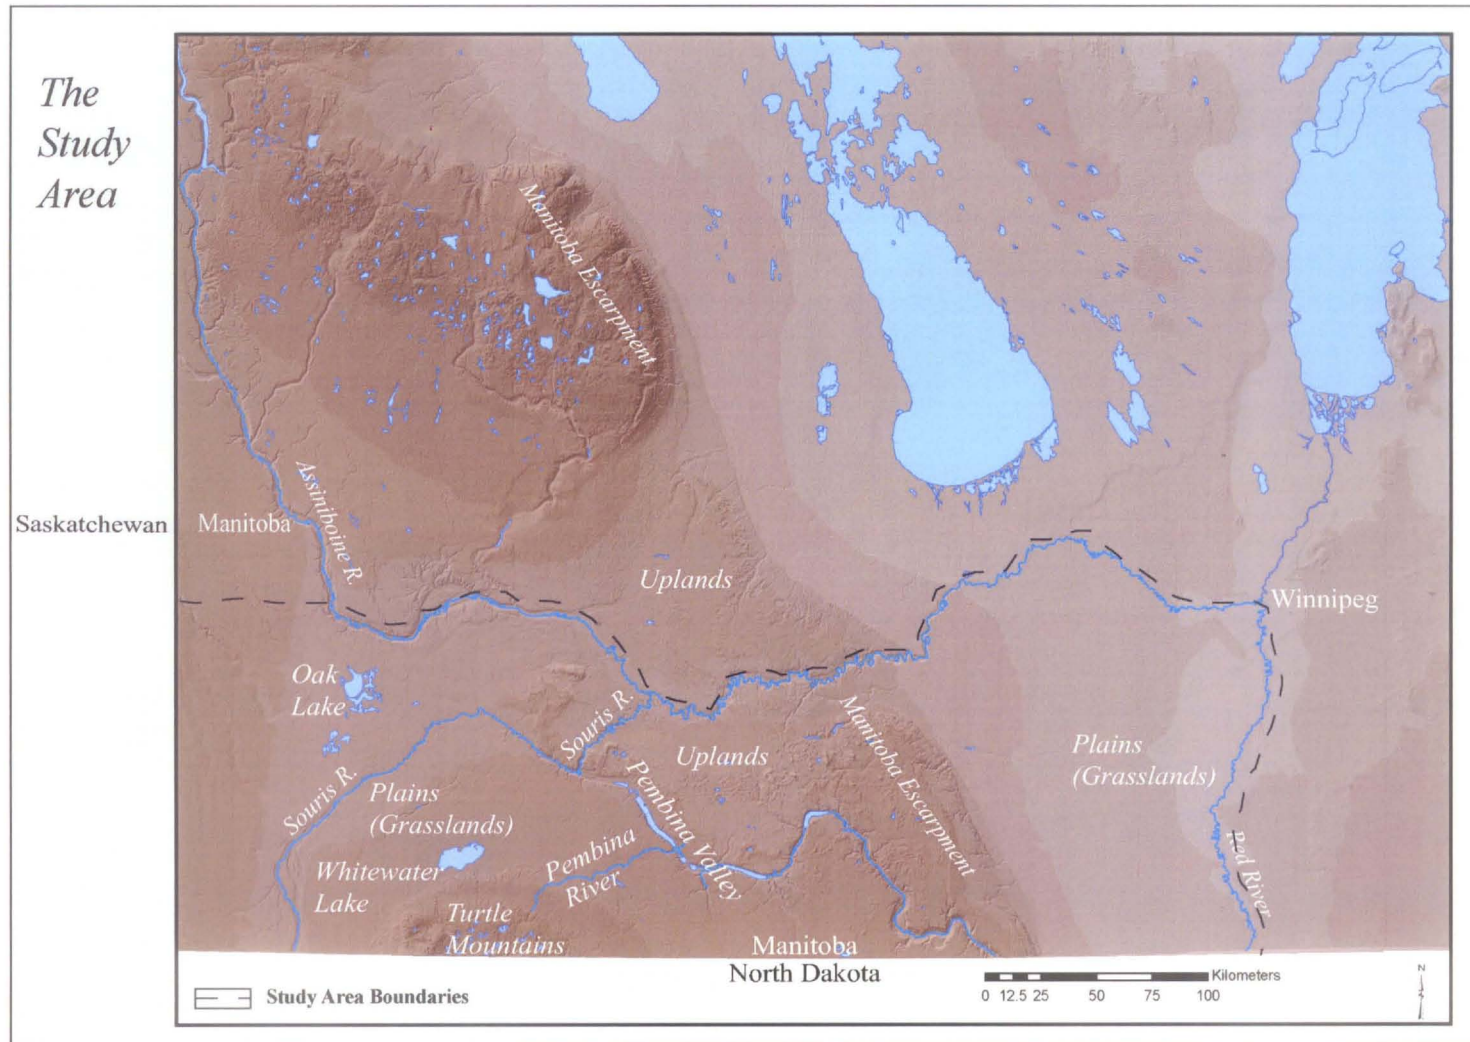 The
Study
Area
Manitoba Escarpment
Saskatchewan
Manitoba
Assiniboine R.
Uplands
Winnipeg
Oak
Lake
Souris R.
Uplands
Manitoba Escarpment
Plains
(Grasslands)
Souris R.
Plains
(Grasslands)
Pembina Valley
Pembina
River
Whitewater
Lake
Red River
Turtle
Mountains
Manitoba
North Dakota
Study Area Boundaries
Kilometers
0 12.5 25 50 75 100
N